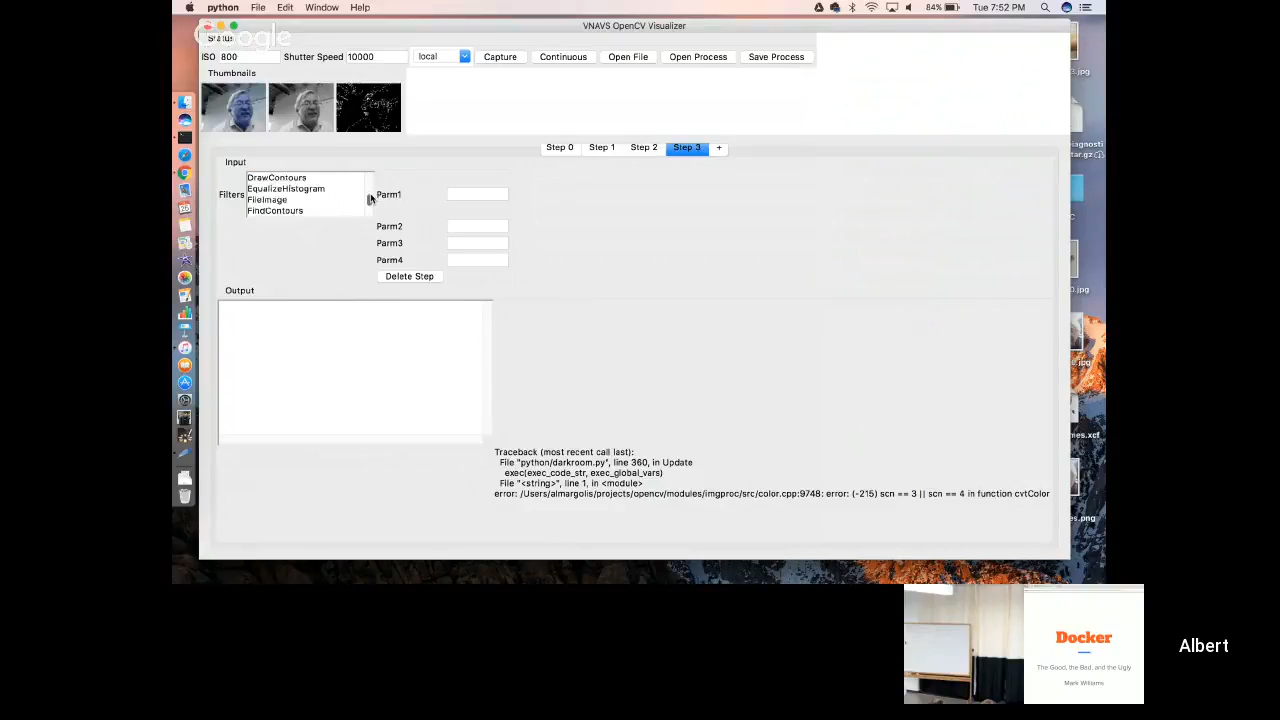 python File Edit Window Help 84% Tue 7:52 PM
VNAVS OpenCV Visualizer
Google
Status
ISO 800 Shutter Speed 10000 local Capture Continuous Open File Open Process Save Process
Thumbnails
Step 0 Step 1 Step 2 Step 3 +
Input
Filters
DrawContours
EqualizeHistogram
FileImage
FindContours
Parm1
Parm2
Parm3
Parm4
Delete Step
Output
Traceback (most recent call last):
File "python/darkroom.py", line 360, in Update
exec(exec_code_str, exec_global_vars)
File "<string>", line 1, in <module>
error: /Users/almargolis/projects/opencv/modules/imgproc/src/color.cpp:9748: error: (-215) scn == 3 || scn == 4 in function cvtColor
Docker
The Good, the Bad, and the Ugly
Mark Williams
Albert